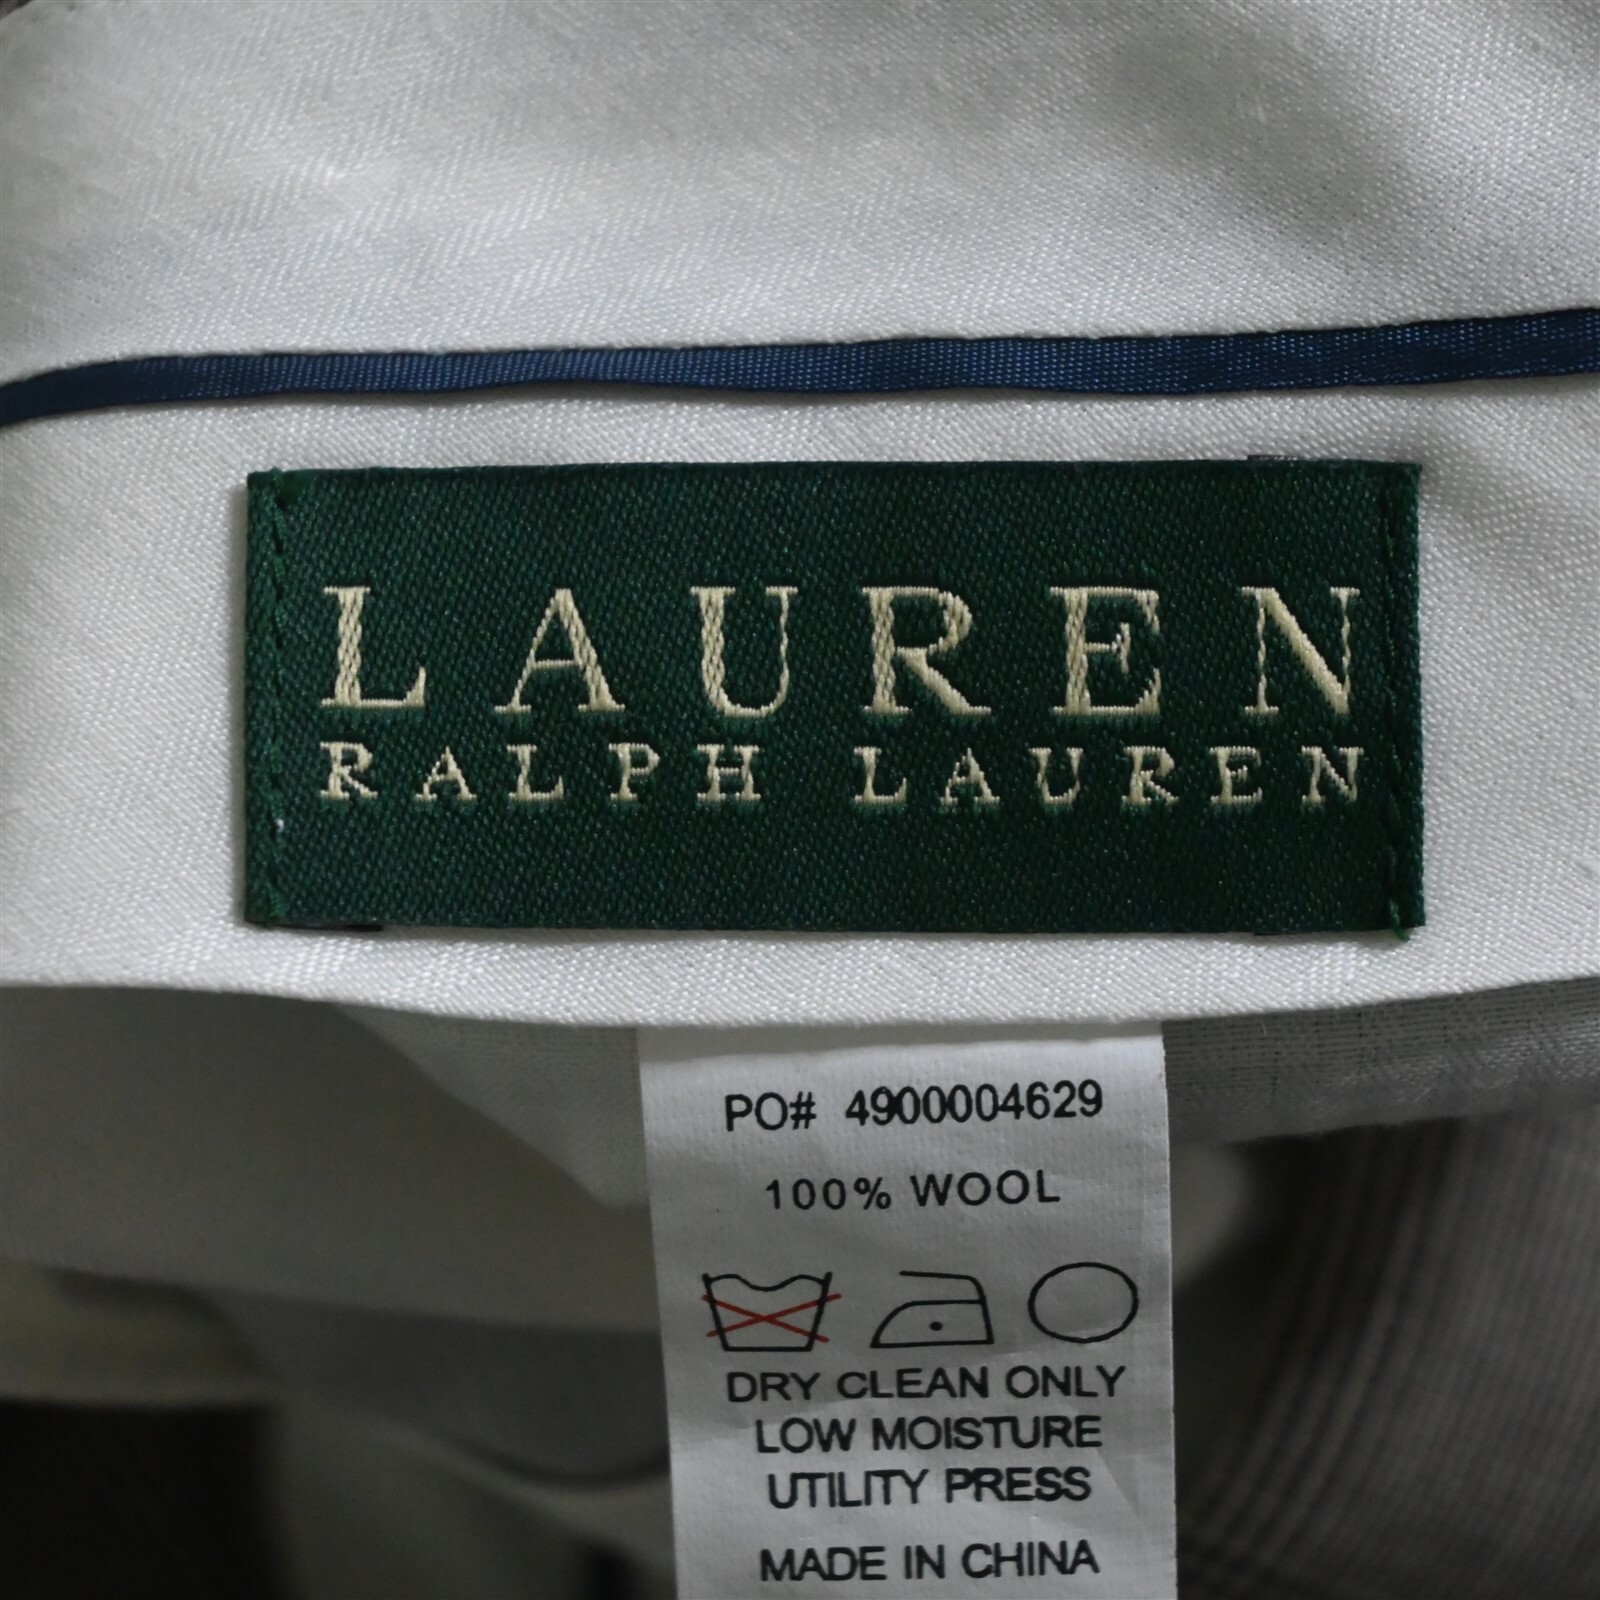 LAUREN
RALPH LAUREN
PO# 4900004629
100% WOOL
DRY CLEAN ONLY
LOW MOISTURE
UTILITY PRESS
MADE IN CHINA